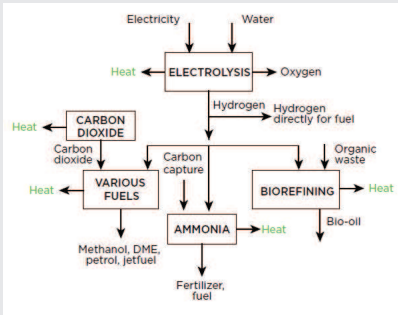 Electricity
Water
Heat
ELECTROLYSIS
Oxygen
Hydrogen
Hydrogen
directly for fuel
Heat
CARBON
DIOXIDE
Carbon
dioxide
Carbon
capture
Organic
waste
Heat
VARIOUS
FUELS
BIOREFINING
Heat
AMMONIA
Heat
Bio-oil
Methanol, DME,
petrol, jetfuel
Fertilizer,
fuel